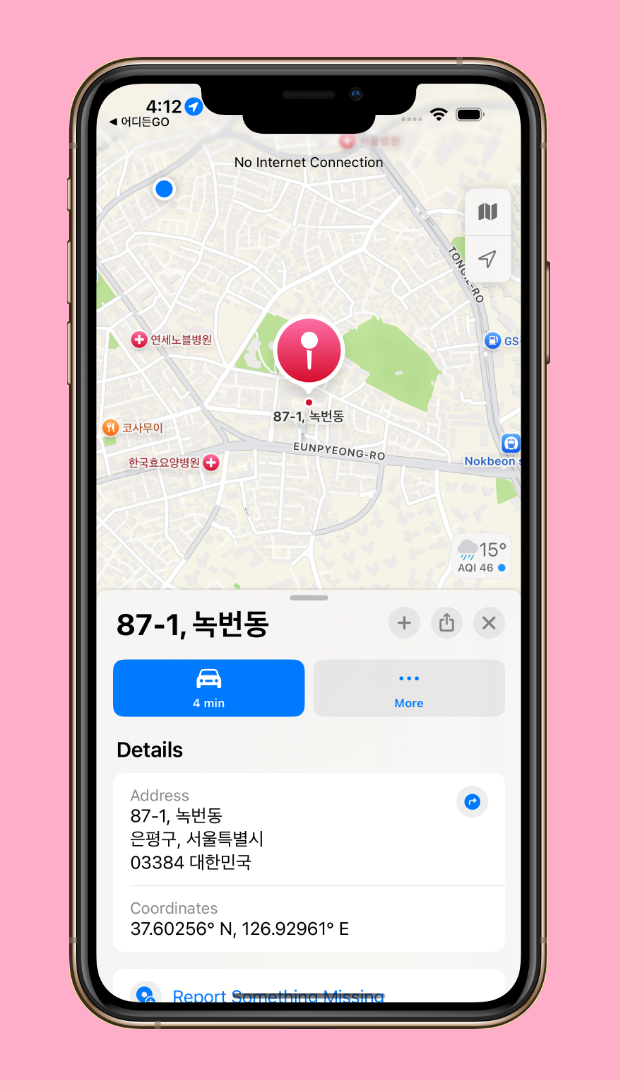 4:12
◀ 어디든GO
No Internet Connection
연세노블병원
GS
코사무이
87-1, 녹번동
EUNPYEONG-RO
한국효요양병원
Nokbeon
15°
AQI 46
87-1, 녹번동
4 min
More
Details
Address
87-1, 녹번동
은평구, 서울특별시
03384 대한민국
Coordinates
37.60256° N, 126.92961° E
Report Something Missing